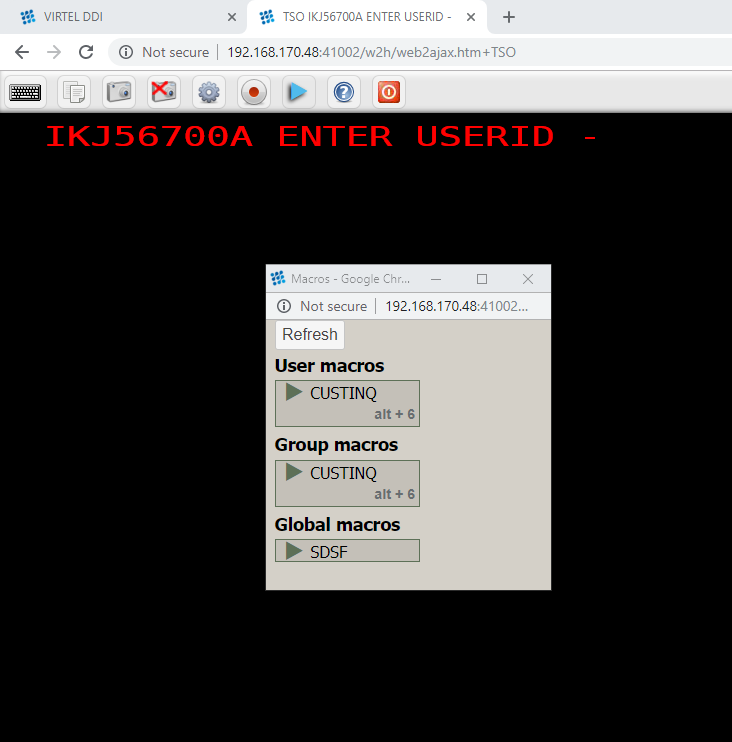 VIRTEL DDI
TSO IKJ56700A ENTER USERID -
Not secure
192.168.170.48:41002/w2h/web2ajax.htm+TSO
IKJ56700A ENTER USERID -
Macros - Google Chr...
Not secure
192.168.170.48:41002...
Refresh
User macros
CUSTINQ
alt + 6
Group macros
CUSTINQ
alt + 6
Global macros
SDSF